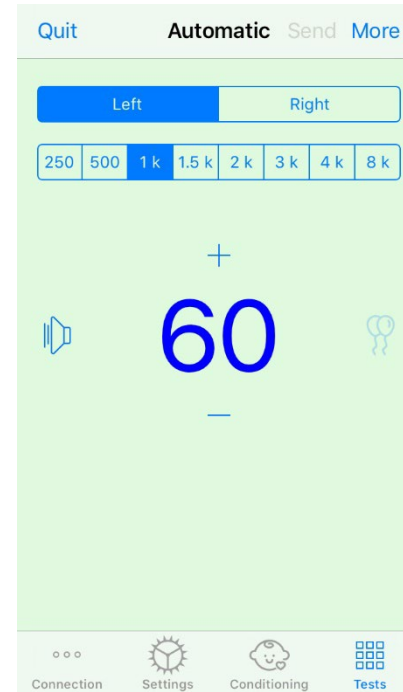 Quit Automatic Send More
Left Right
250 500 1 k 1.5 k 2 k 3 k 4 k 8 k
+
60
—
Connection Settings Conditioning Tests